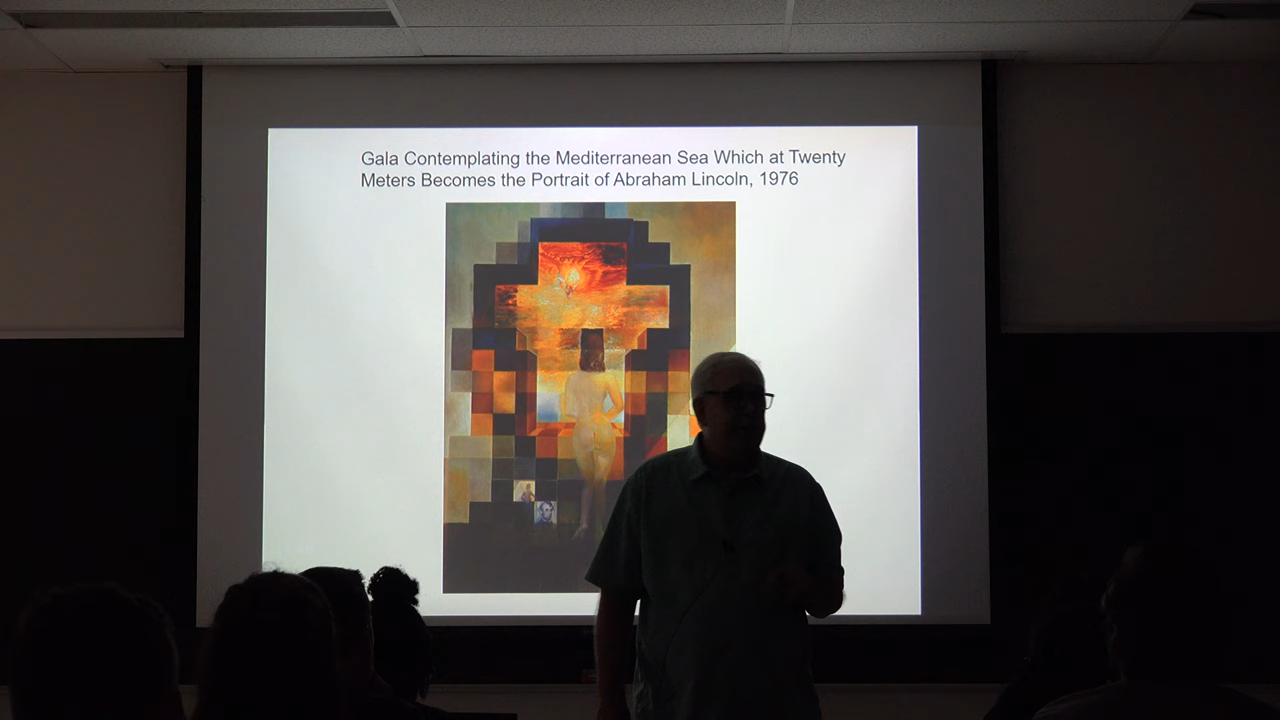 Gala Contemplating the Mediterranean Sea Which at Twenty
Meters Becomes the Portrait of Abraham Lincoln, 1976